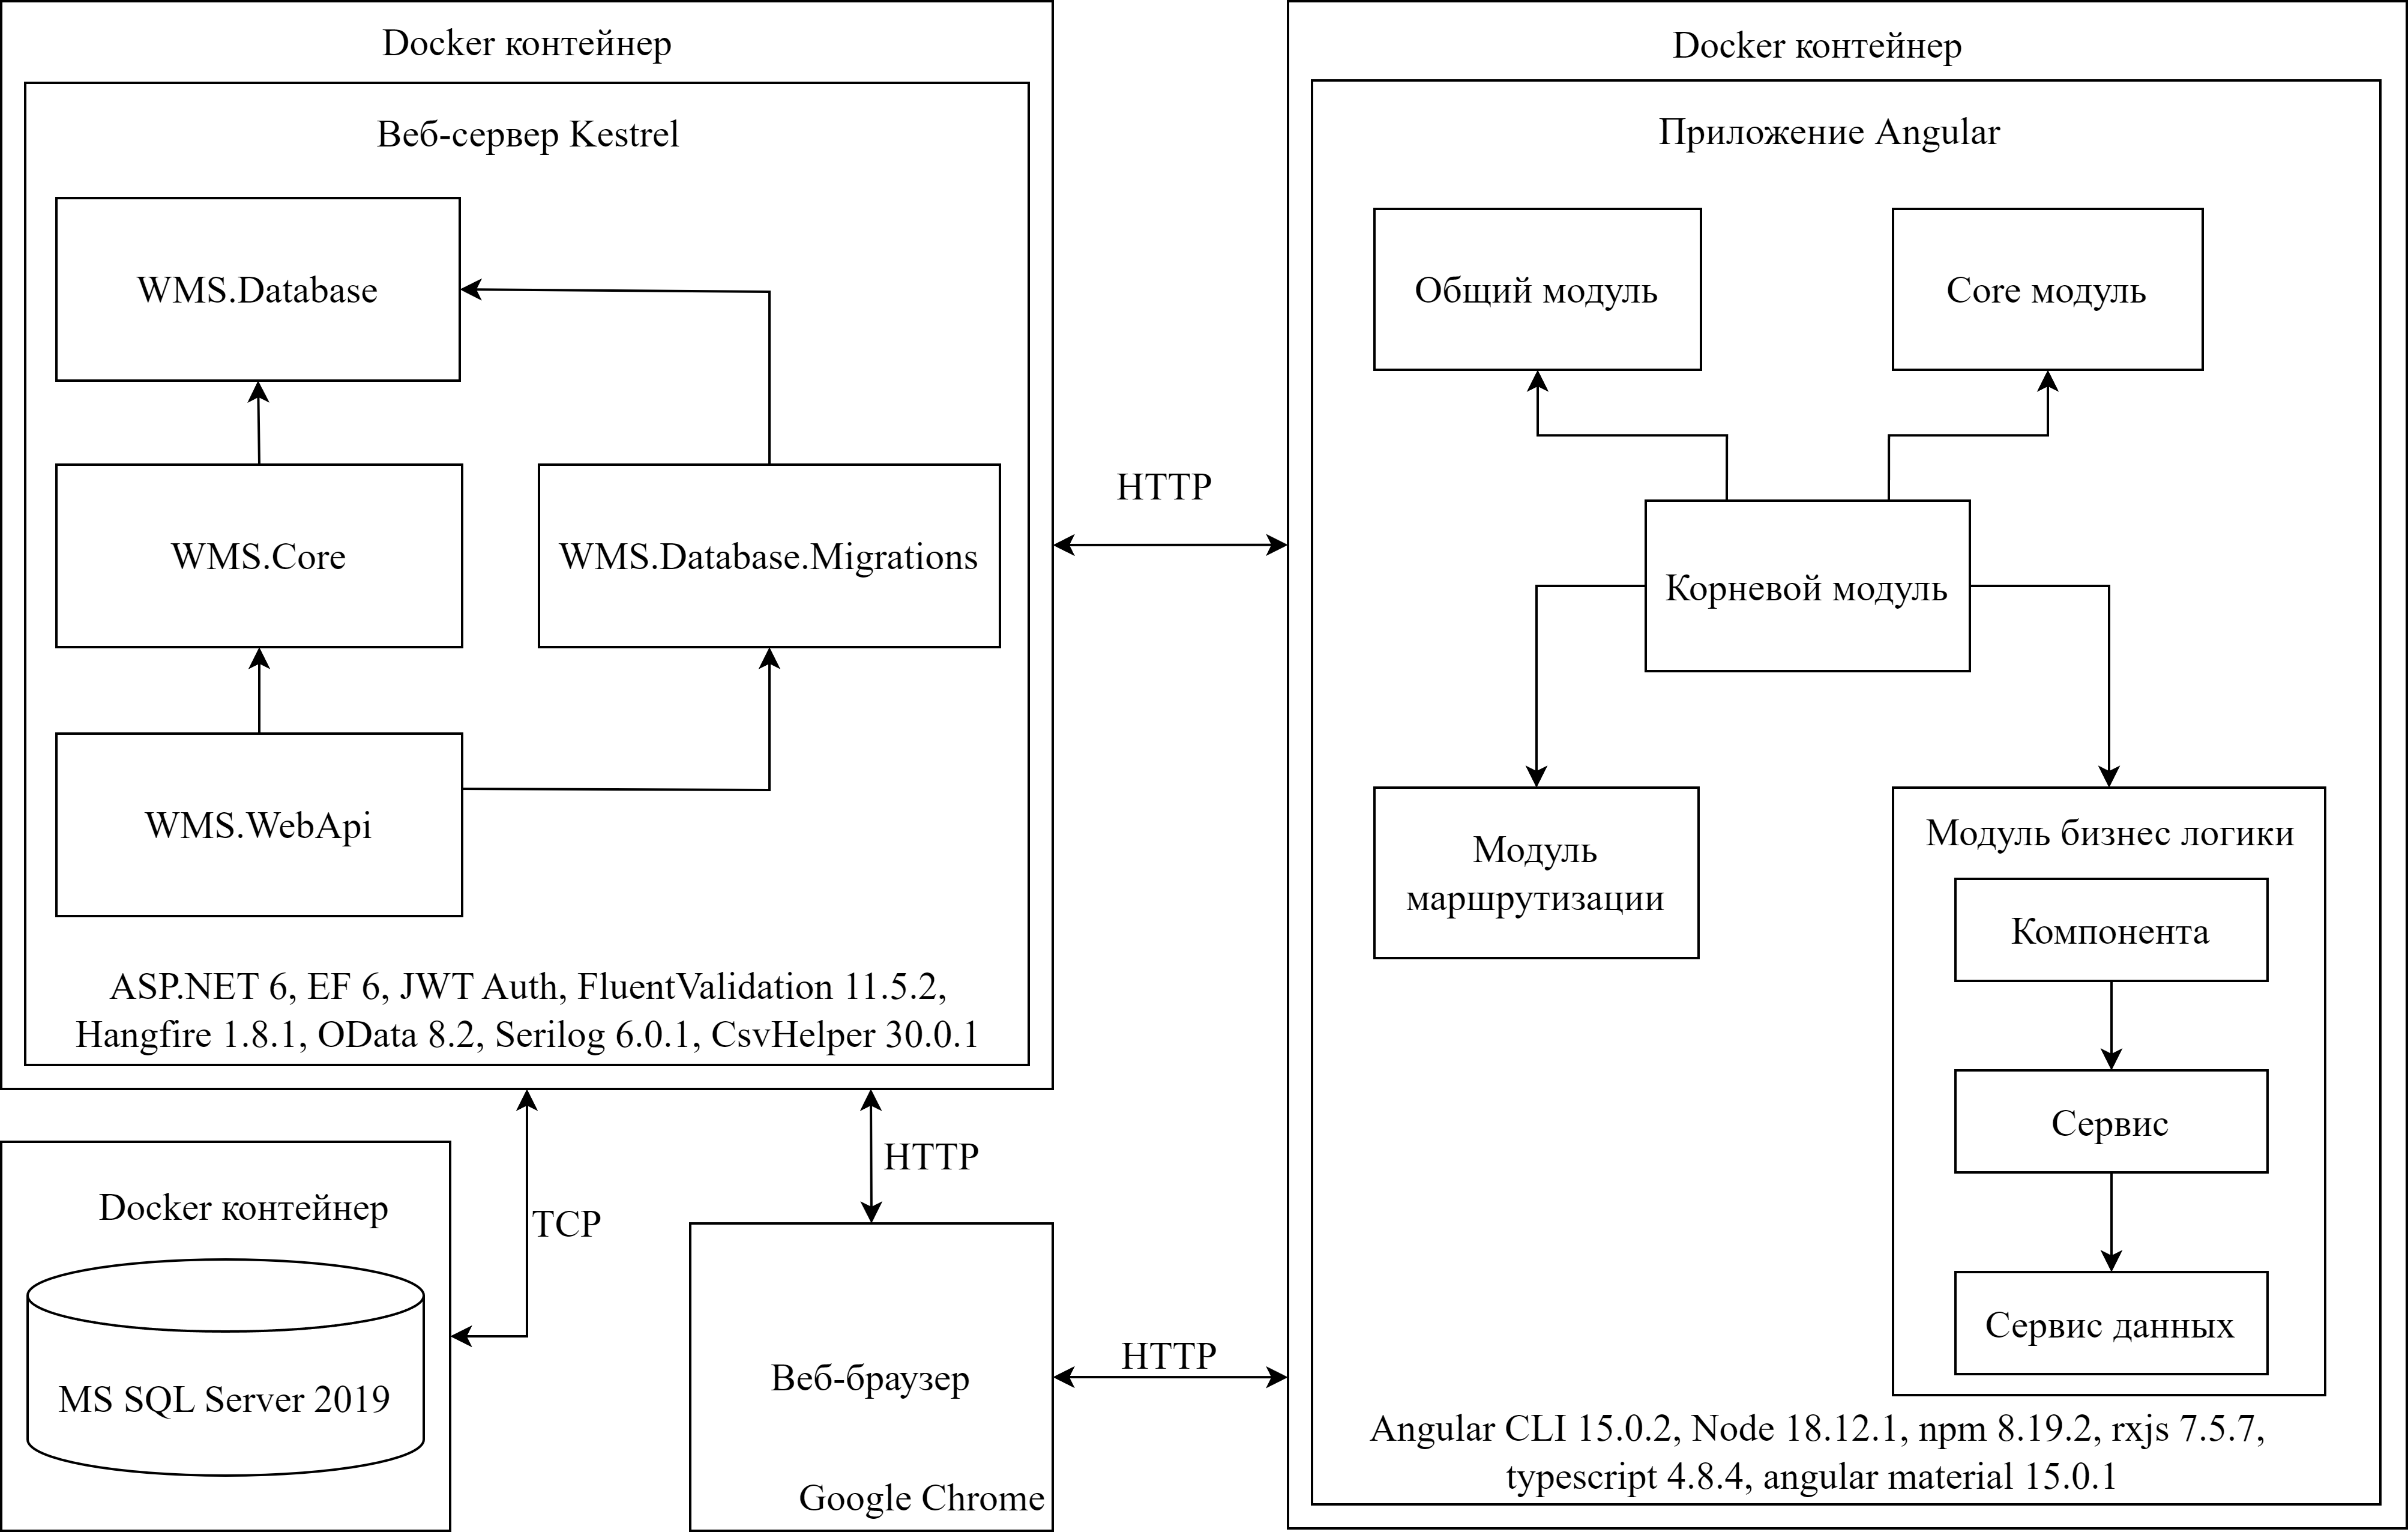 Docker контейнер
Веб-сервер Kestrel
WMS.Database
WMS.Core
WMS.Database.Migrations
WMS.WebApi
ASP.NET 6, EF 6, JWT Auth, FluentValidation 11.5.2,
Hangfire 1.8.1, OData 8.2, Serilog 6.0.1, CsvHelper 30.0.1
HTTP
Docker контейнер
Приложение Angular
Общий модуль
Core модуль
Корневой модуль
Модуль
маршрутизации
Модуль бизнес логики
Компонента
Сервис
Сервис данных
Angular CLI 15.0.2, Node 18.12.1, npm 8.19.2, rxjs 7.5.7,
typescript 4.8.4, angular material 15.0.1
Docker контейнер
MS SQL Server 2019
TCP
HTTP
Веб-браузер
Google Chrome
HTTP